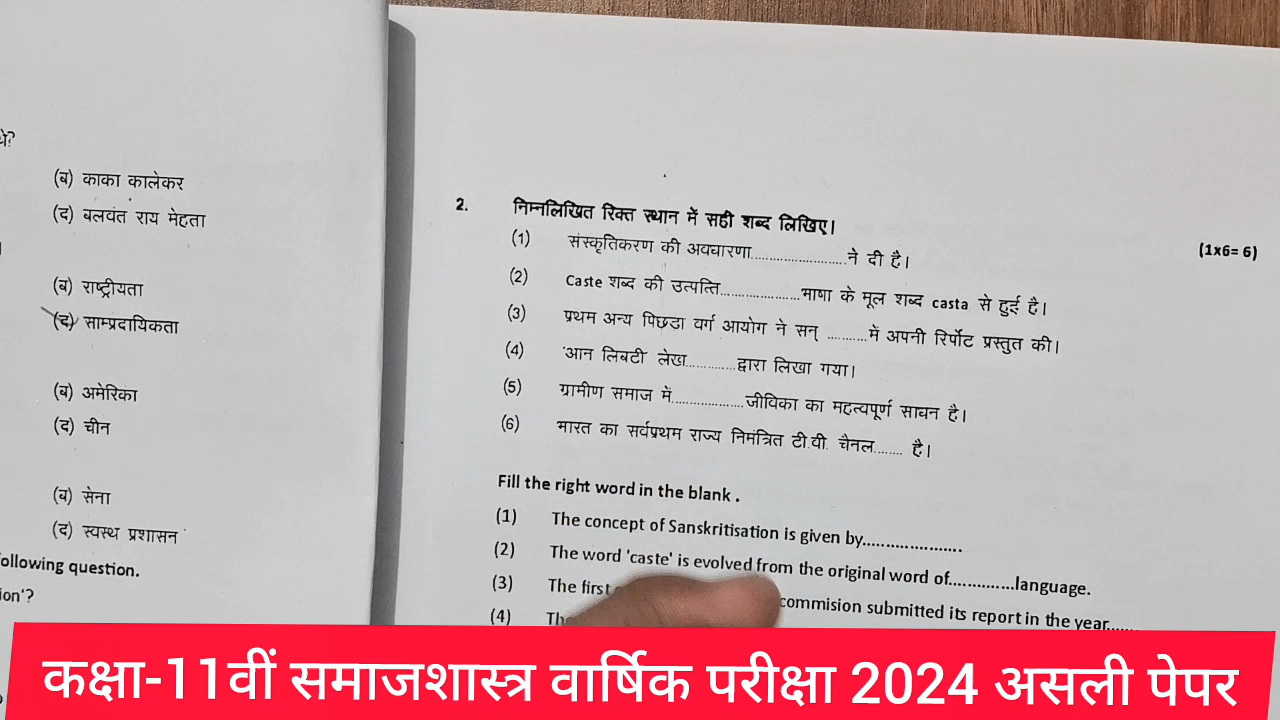 थे?
(ब) काका कालेकर
(द) बलवंत राय मेहता
(ब) राष्ट्रीयता
(द) साम्प्रदायिकता
(ब) अमेरिका
(द) चीन
(ब) सेना
(द) स्वस्थ प्रशासन
ollowing question.
ion'?
2. निम्नलिखित रिक्त स्थान में सही शब्द लिखिए।
(1x6= 6)
(1) संस्कृतिकरण की अवधारणा.........................ने दी है।
(2) Caste शब्द की उत्पत्ति.....................भाषा के मूल शब्द casta से हुई है।
(3) प्रथम अन्य पिछडा वर्ग आयोग ने सन् ..........में अपनी रिर्पोट प्रस्तुत की।
(4) 'आन लिबर्टी' लेख.............द्वारा लिखा गया।
(5) ग्रामीण समाज में...................जीविका का महत्वपूर्ण साधन है।
(6) भारत का सर्वप्रथम राज्य निमंत्रित टी.वी. चैनल....... है।
Fill the right word in the blank .
(1) The concept of Sanskritisation is given by.....................
(2) The word 'caste' is evolved from the original word of..............language.
(3) The first commision submitted its report in the year.......
(4) The
कक्षा-11वीं समाजशास्त्र वार्षिक परीक्षा 2024 असली पेपर